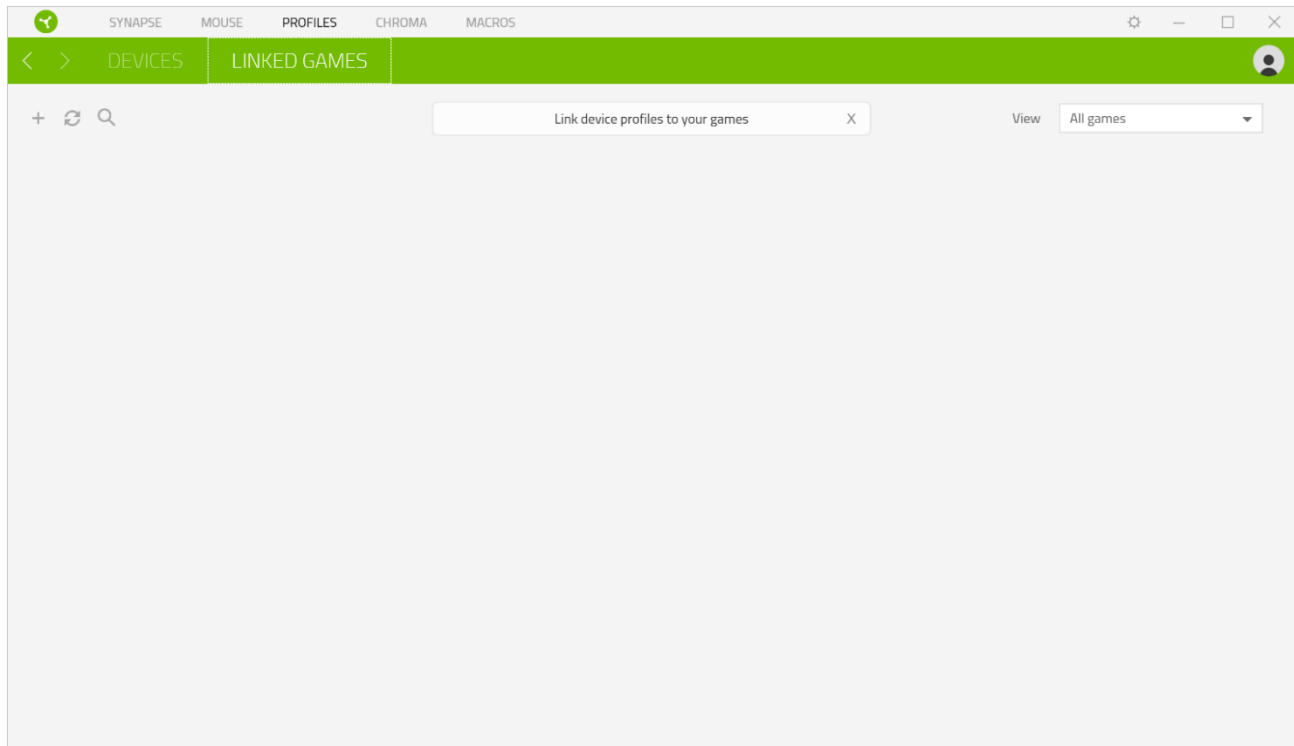 SYNAPSE MOUSE PROFILES CHROMA MACROS
DEVICES LINKED GAMES
Link device profiles to your games X View All games